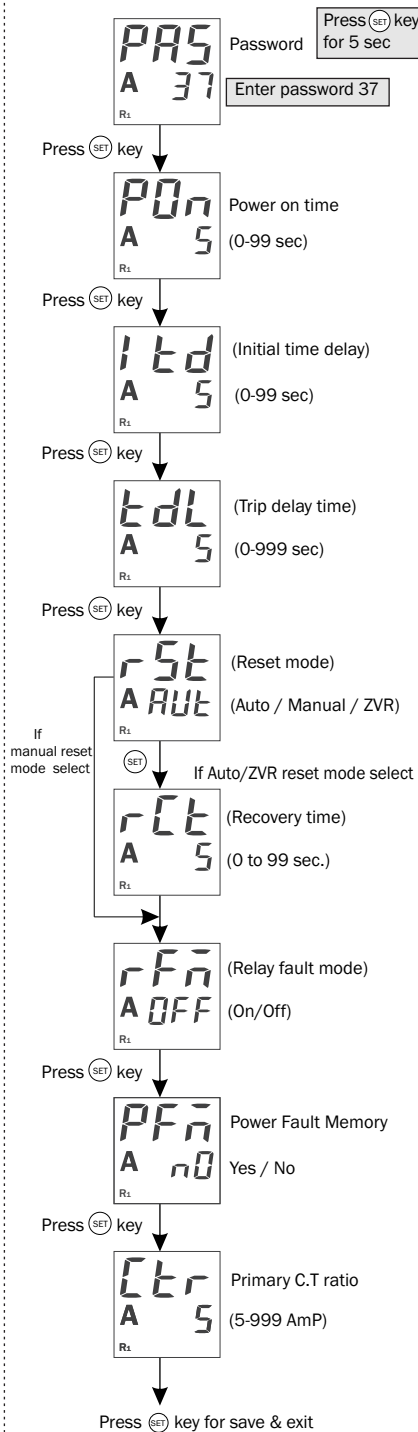 Press SET key
for 5 sec
PAS
Password
A 37
Enter password 37
R1
Press SET key
POn
Power on time
A 5
(0-99 sec)
R1
Press SET key
Itd
(Initial time delay)
A 5
(0-99 sec)
R1
Press SET key
tdL
(Trip delay time)
A 5
(0-999 sec)
R1
Press SET key
rSt
(Reset mode)
A AUt
(Auto / Manual / ZVR)
R1
If
manual reset
mode select
SET
If Auto/ZVR reset mode select
rCt
(Recovery time)
A 5
(0 to 99 sec.)
R1
rFn
(Relay fault mode)
A OFF
(On/Off)
R1
Press SET key
PFn
Power Fault Memory
A nO
Yes / No
R1
Press SET key
Ctr
Primary C.T ratio
A 5
(5-999 AmP)
R1
Press SET key for save & exit